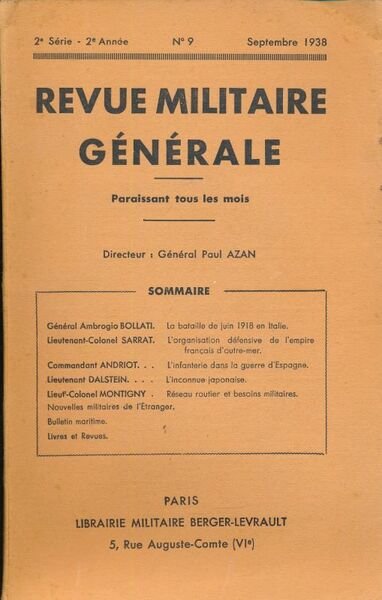 2e Série - 2e Année N° 9 Septembre 1938
REVUE MILITAIRE
GÉNÉRALE
Paraissant tous les mois
Directeur : Général Paul AZAN
SOMMAIRE
Général Ambrogio BOLLATI. La bataille de juin 1918 en Italie.
Lieutenant-Colonel SARRAT. L'organisation défensive de l'empire
français d'outre-mer.
Commandant ANDRIOT. . . L'infanterie dans la guerre d'Espagne.
Lieutenant DALSTEIN. . . . L'inconnue japonaise.
Lieut'-Colonel MONTIGNY . Réseau routier et besoins militaires.
Nouvelles militaires de l'Étranger.
Bulletin maritime.
Livres et Revues.
PARIS
LIBRAIRIE MILITAIRE BERGER-LEVRAULT
5, Rue Auguste-Comte (VIe)